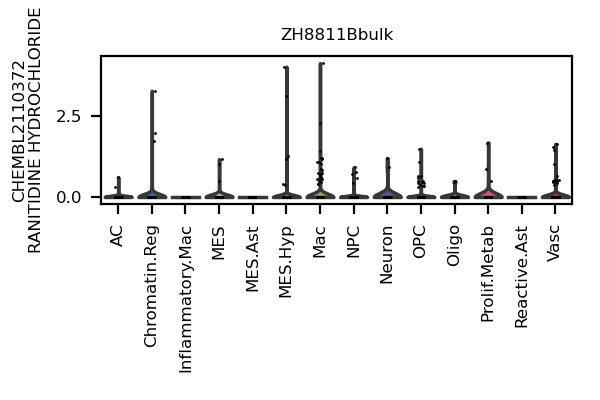 ZH8811Bbulk
CHEMBL2110372
RANITIDINE HYDROCHLORIDE
2.5
0.0
AC
Chromatin.Reg
Inflammatory.Mac
MES
MES.Ast
MES.Hyp
Mac
NPC
Neuron
OPC
Oligo
Prolif.Metab
Reactive.Ast
Vasc